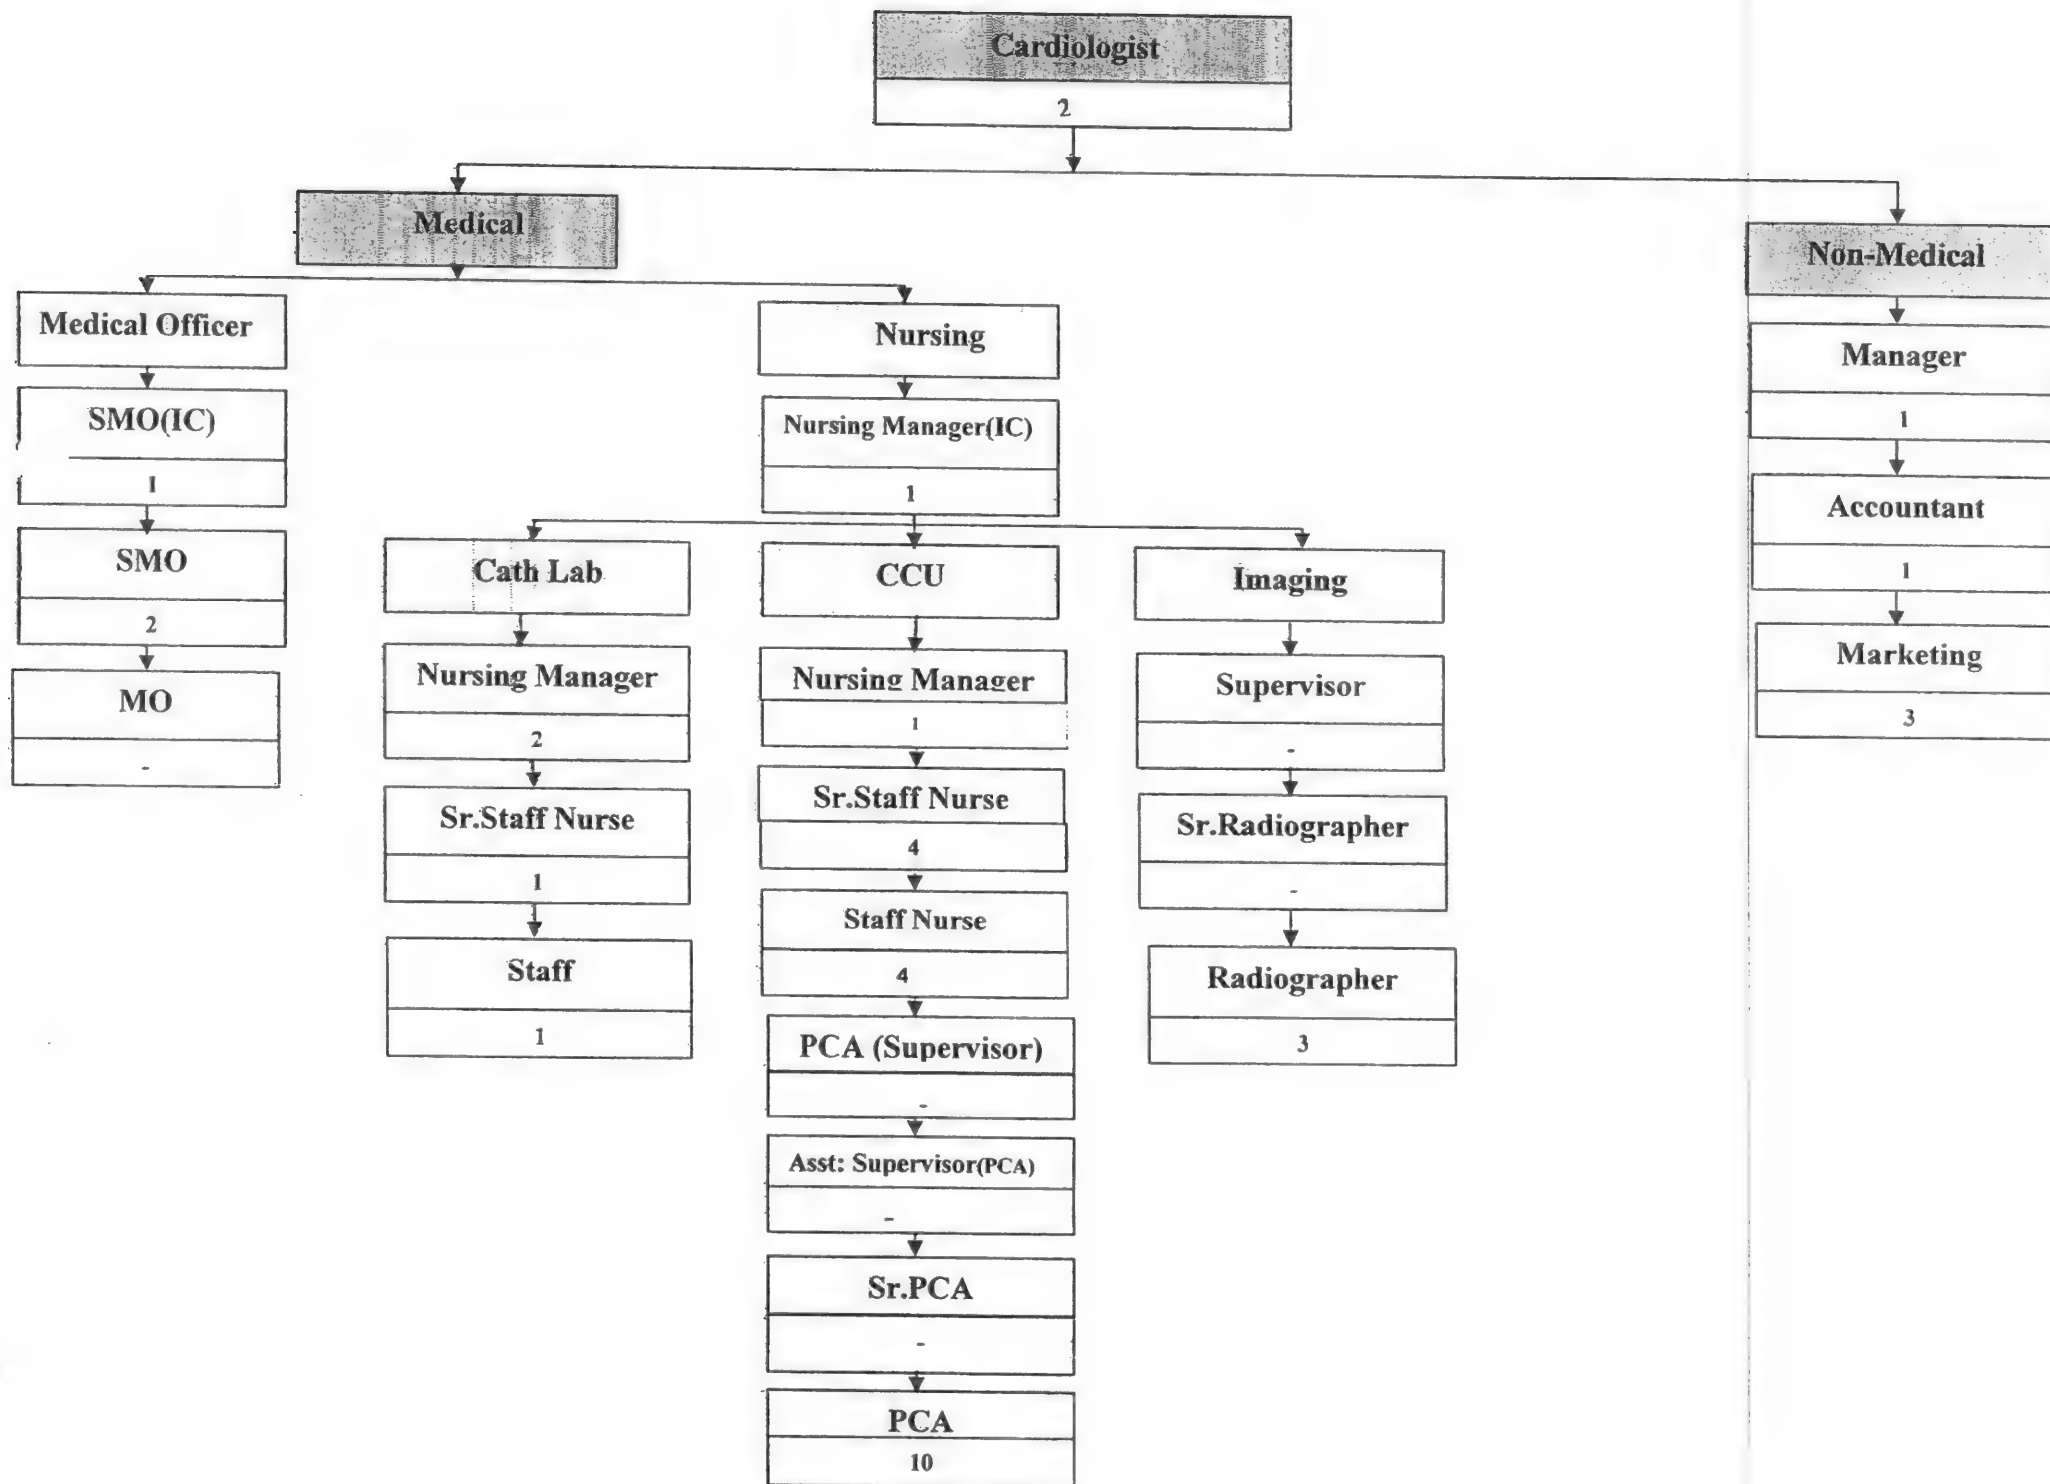 Cardiologist
2
Medical
Non-Medical
Medical Officer
SMO(IC)
1
SMO
2
MO
-
Nursing
Nursing Manager(IC)
1
Cath Lab
Nursing Manager
2
Sr.Staff Nurse
1
Staff
1
CCU
Nursing Manager
1
Sr.Staff Nurse
4
Staff Nurse
4
PCA (Supervisor)
-
Asst: Supervisor(PCA)
-
Sr.PCA
-
PCA
10
Imaging
Supervisor
-
Sr.Radiographer
-
Radiographer
3
Manager
1
Accountant
1
Marketing
3